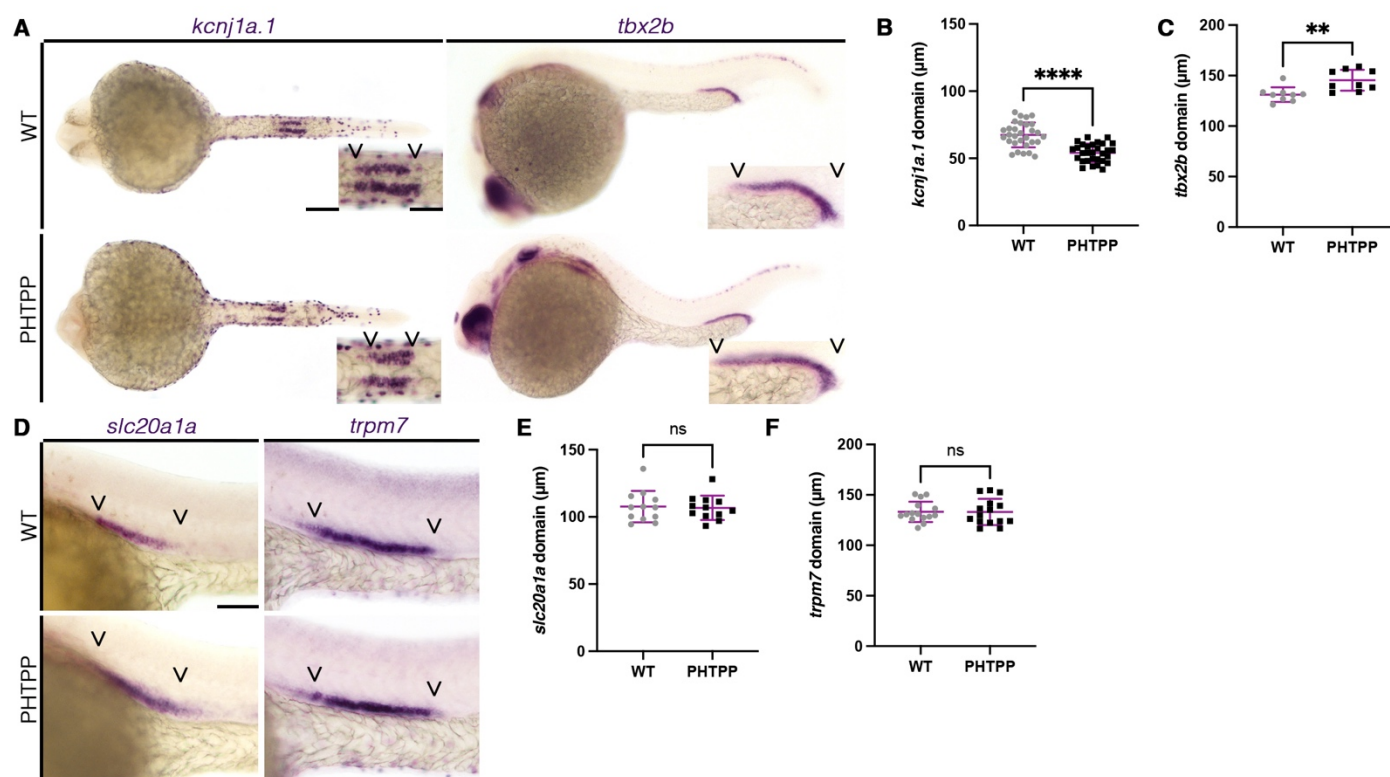 A
kcnj1a.1
tbx2b
WT
PHTPP
B
kcnj1a.1 domain (µm)
150
100
50
0
****
WT
PHTPP
C
tbx2b domain (µm)
200
150
100
50
0
**
WT
PHTPP
D
slc20a1a
trpm7
WT
PHTPP
E
slc20a1a domain (µm)
150
100
50
0
ns
WT
PHTPP
F
trpm7 domain (µm)
200
150
100
50
0
ns
WT
PHTPP